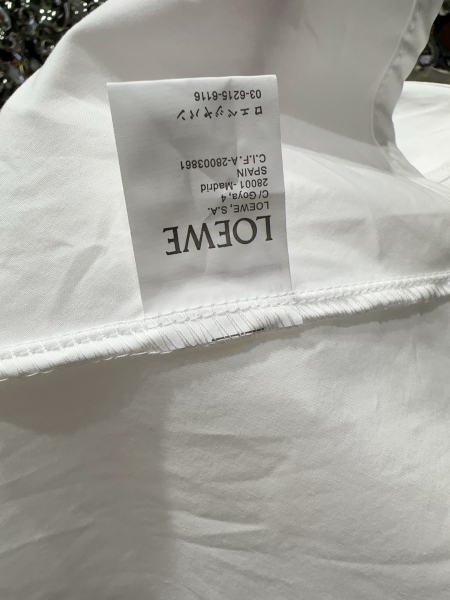 LOEWE
LOEWE, S.A.
C/ Goya, 4
28001 -Madrid
SPAIN
C.I.F. A-28003861
ロエベジャパン
03-6215-6116